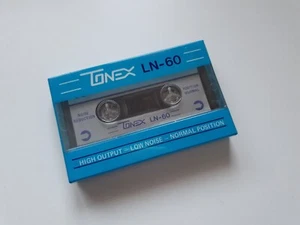 TONEX LN-60
TONEX LN-60
HIGH OUTPUT - LOW NOISE - NORMAL POSITION